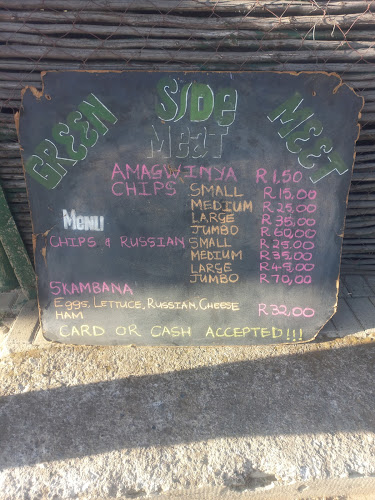 GREEN SIDE MEET
Meat
AMAGWINYA R1,50
CHIPS SMALL R15,00
MEDIUM R25,00
LARGE R35,00
JUMBO R60,00
Menu
CHIPS & RUSSIAN SMALL R25,00
MEDIUM R35,00
LARGE R45,00
JUMBO R70,00
SKAMBANA
EGGS, LETTUCE, RUSSIAN, CHEESE R32,00
HAM
CARD OR CASH ACCEPTED!!!